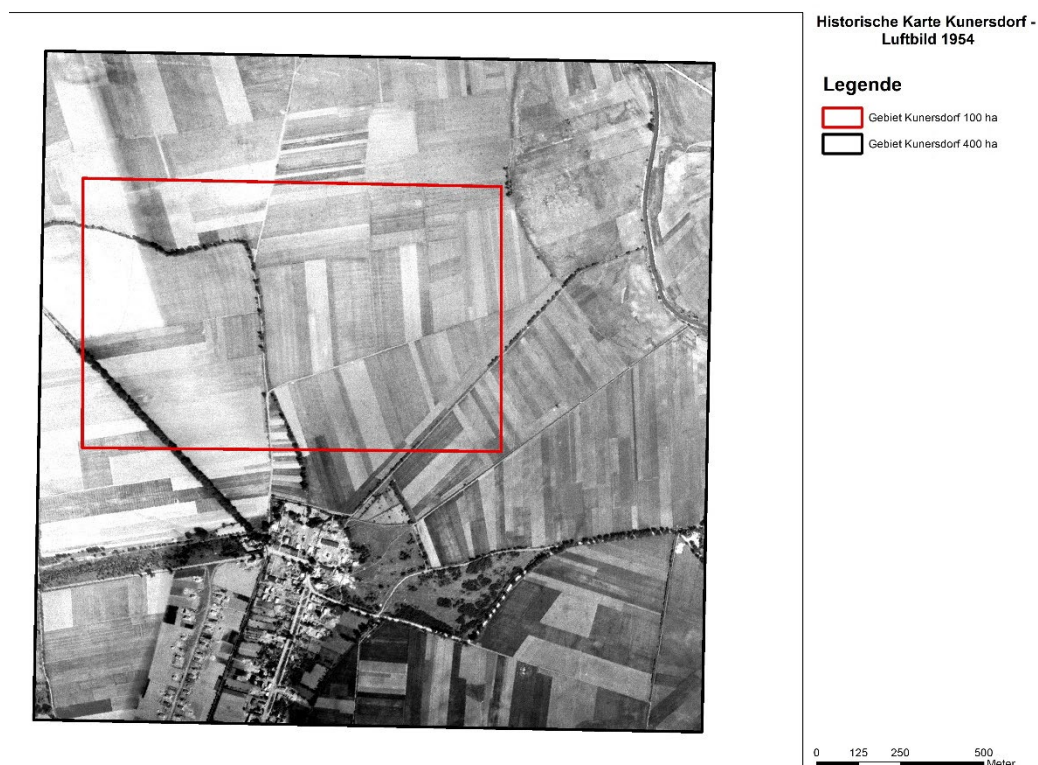 Historische Karte Kunersdorf -
Luftbild 1954
Legende
Gebiet Kunersdorf 100 ha
Gebiet Kunersdorf 400 ha
0 125 250 500
Meter